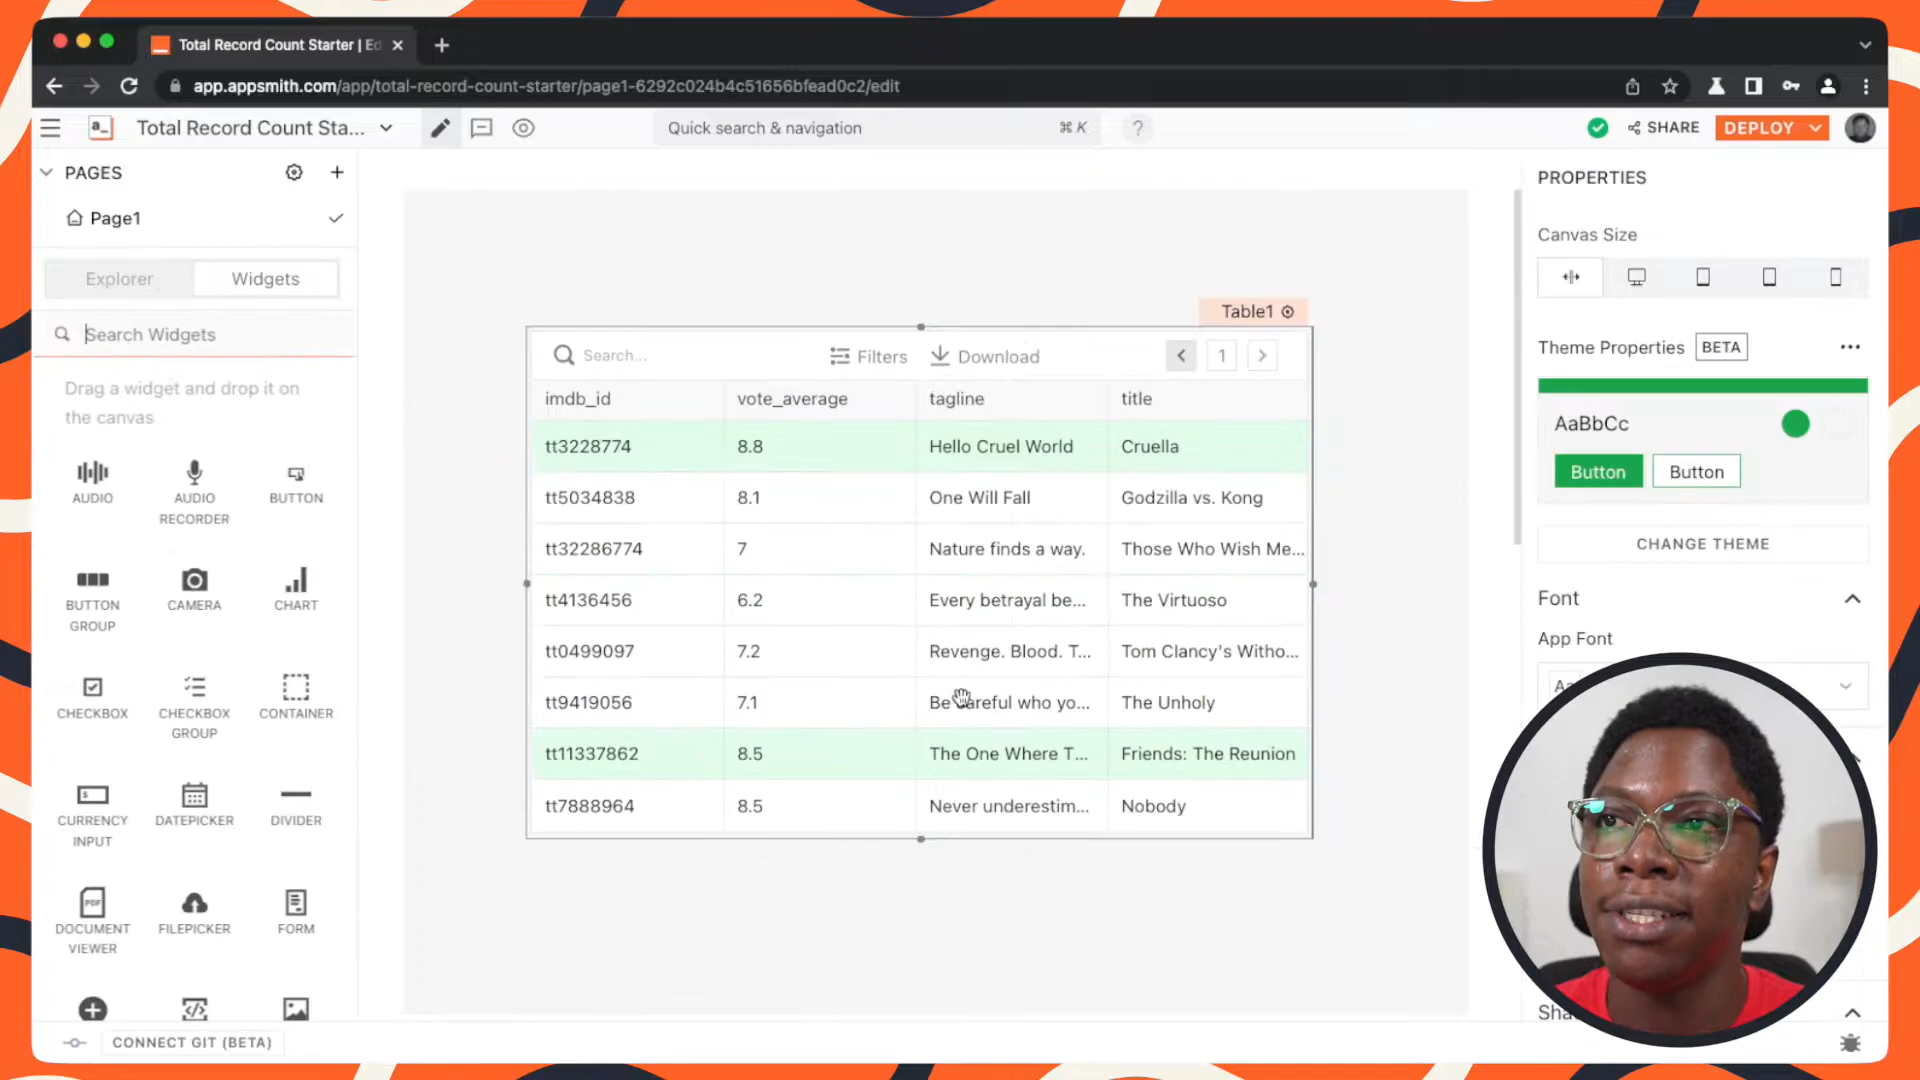 Total Record Count Starter | Ed
app.appsmith.com/app/total-record-count-starter/page1-6292c024b4c51656bfead0c2/edit
a_
Total Record Count Sta...
Quick search & navigation
⌘ K
?
SHARE
DEPLOY
PAGES
Page1
Explorer
Widgets
Search Widgets
Drag a widget and drop it on
the canvas
AUDIO
AUDIO
RECORDER
BUTTON
BUTTON
GROUP
CAMERA
CHART
CHECKBOX
CHECKBOX
GROUP
CONTAINER
CURRENCY
INPUT
DATEPICKER
DIVIDER
PDF
DOCUMENT
VIEWER
FILEPICKER
FORM
CONNECT GIT (BETA)
Table1
Search...
Filters
Download
1
imdb_id vote_average tagline title
tt3228774 8.8 Hello Cruel World Cruella
tt5034838 8.1 One Will Fall Godzilla vs. Kong
tt32286774 7 Nature finds a way. Those Who Wish Me...
tt4136456 6.2 Every betrayal be... The Virtuoso
tt0499097 7.2 Revenge. Blood. T... Tom Clancy's Witho...
tt9419056 7.1 Be careful who yo... The Unholy
tt11337862 8.5 The One Where T... Friends: The Reunion
tt7888964 8.5 Never underestim... Nobody
PROPERTIES
Canvas Size
Theme Properties BETA
AaBbCc
Button
Button
CHANGE THEME
Font
App Font